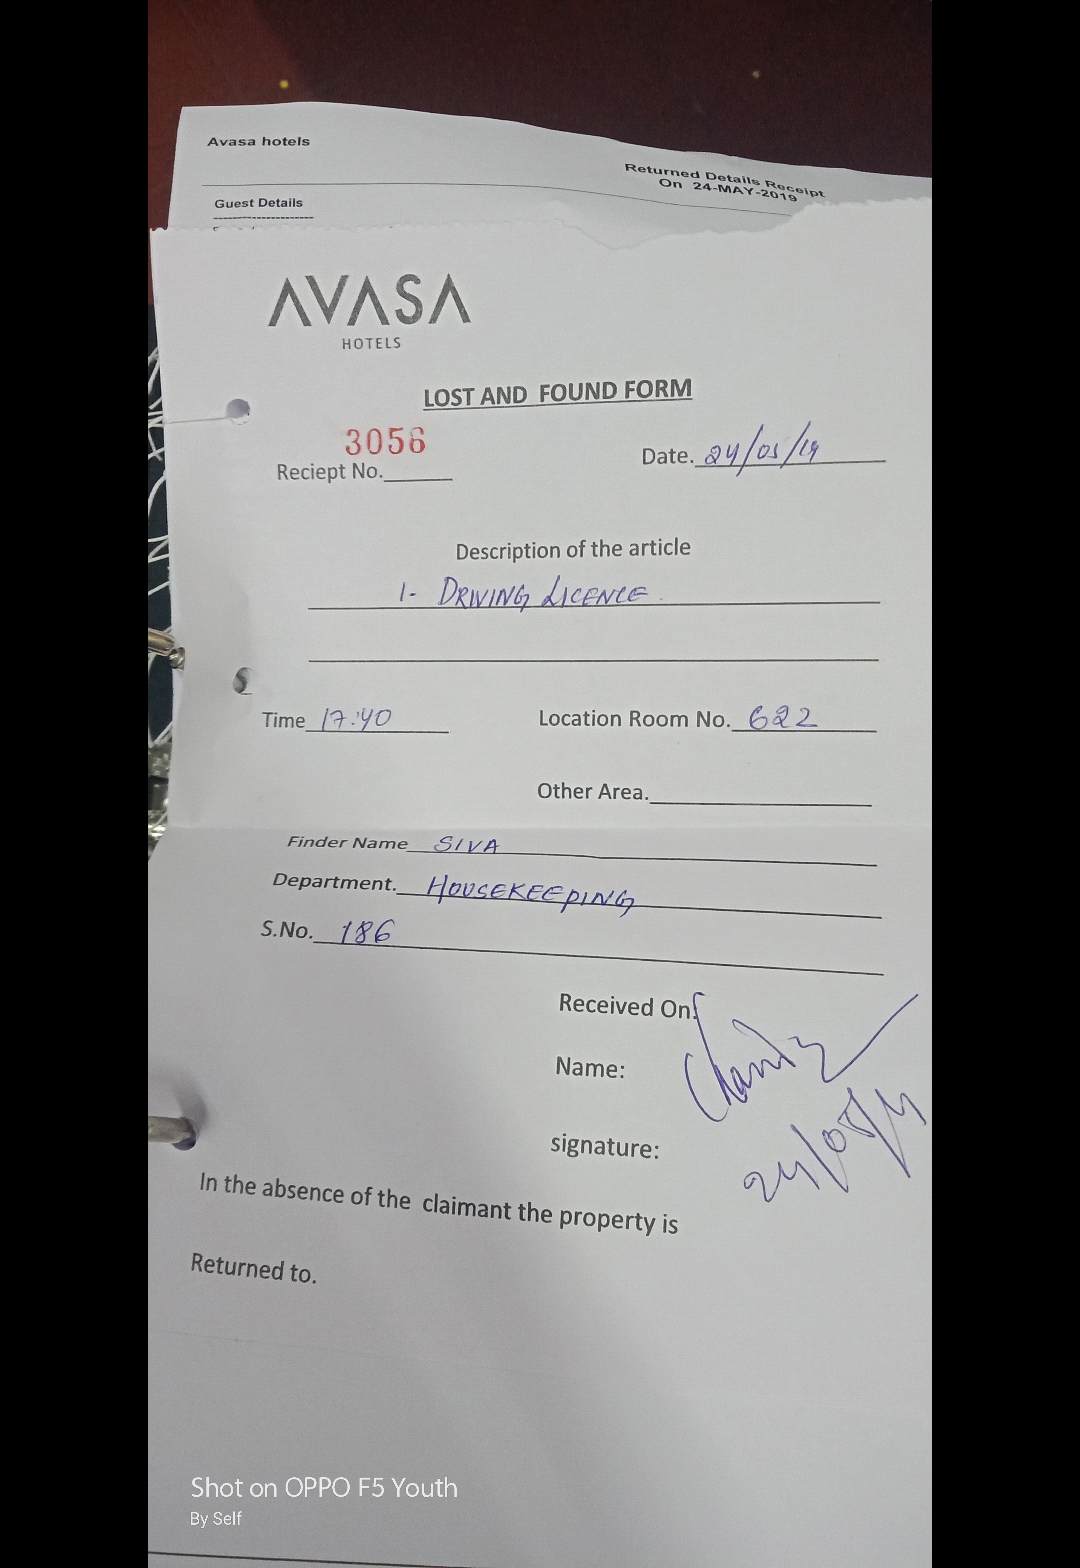 Avasa hotels
Returned Details Receipt
On 24-MAY-2019
Guest Details
AVASA
HOTELS
LOST AND FOUND FORM
3056
Reciept No.
Date. 24/05/19
Description of the article
1- DRIVING LICENCE.
Time 17:40
Location Room No. 622
Other Area.
Finder Name SIVA
Department. HOUSEKEEPING
S.No. 186
Received On:
Name:
signature:
24/05/19
In the absence of the claimant the property is
Returned to.
Shot on OPPO F5 Youth
By Self